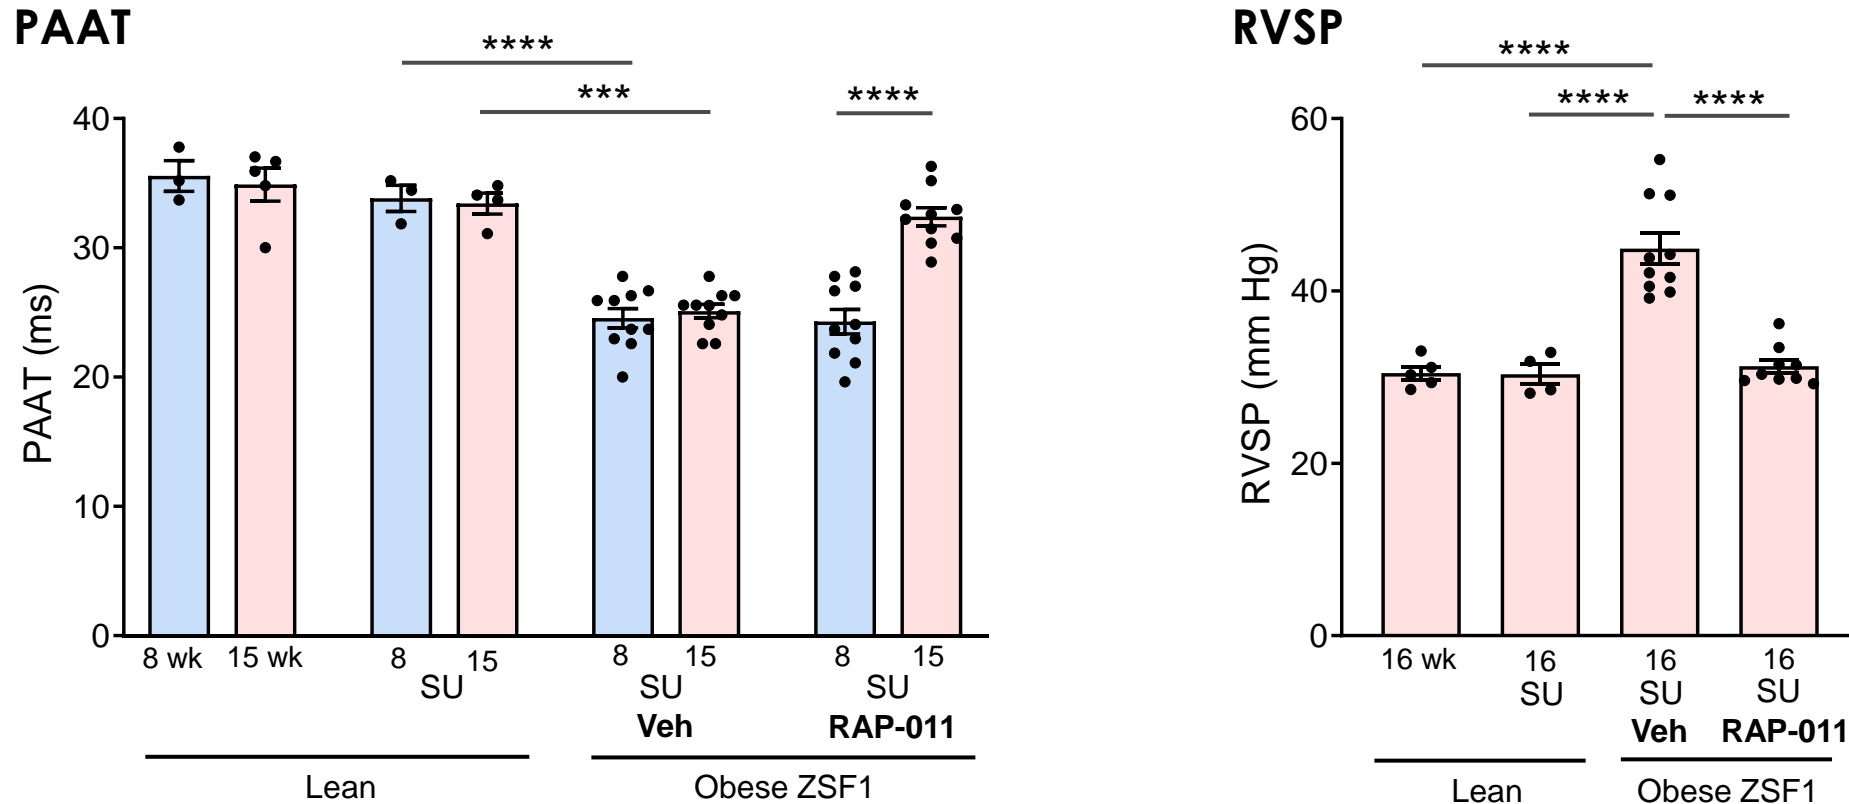 PAAT
****
***
****
PAAT (ms)
40
30
20
10
0
8 wk
15 wk
8
15
SU
8
15
SU
Veh
8
15
SU
RAP-011
Lean
Obese ZSF1
RVSP
****
****
****
RVSP (mm Hg)
60
40
20
0
16 wk
16
SU
16
SU
Veh
16
SU
RAP-011
Lean
Obese ZSF1